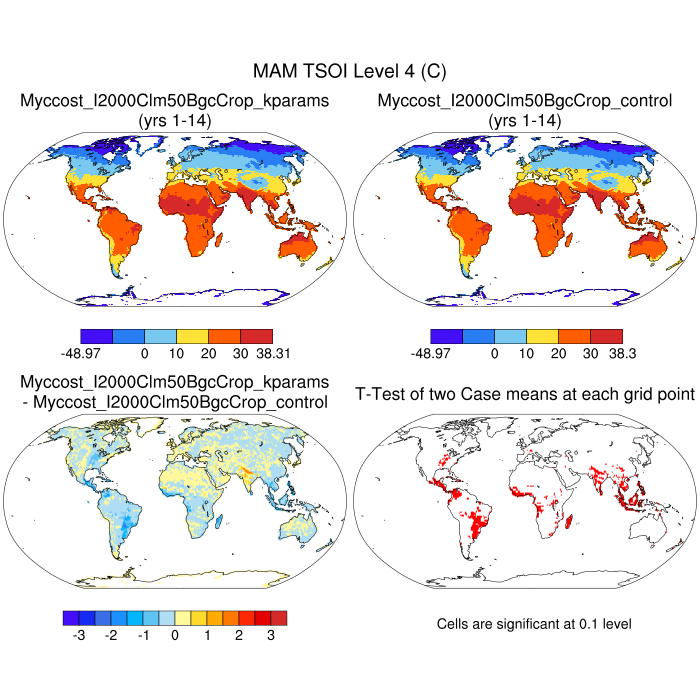 MAM TSOI Level 4 (C)
Myccost_I2000Clm50BgcCrop_kparams
(yrs 1-14)
Myccost_I2000Clm50BgcCrop_control
(yrs 1-14)
-48.97 0 10 20 30 38.31
-48.97 0 10 20 30 38.3
Myccost_I2000Clm50BgcCrop_kparams
- Myccost_I2000Clm50BgcCrop_control
T-Test of two Case means at each grid point
-3 -2 -1 0 1 2 3
Cells are significant at 0.1 level